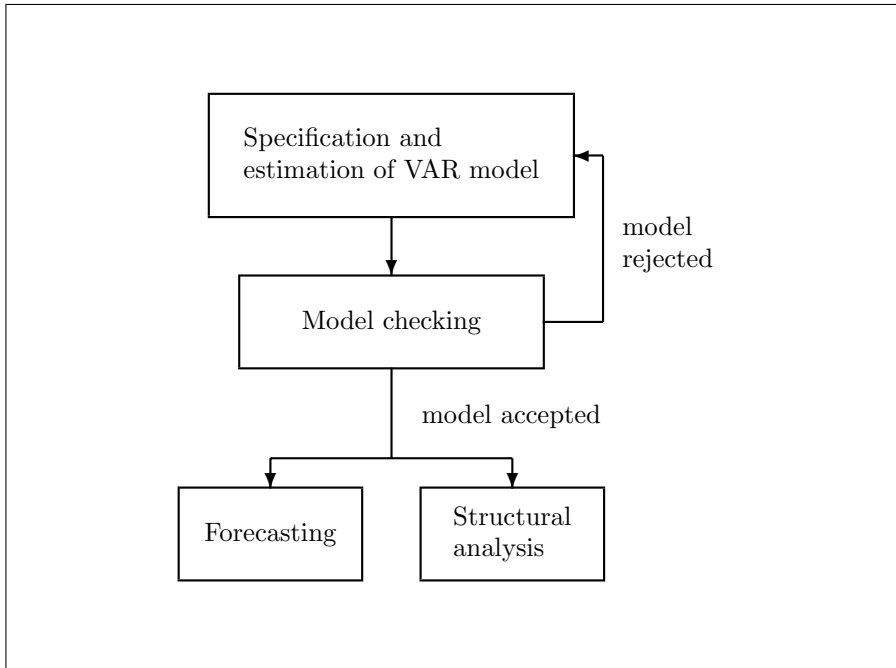 Specification and
estimation of VAR model
model
rejected
Model checking
model accepted
Forecasting
Structural
analysis